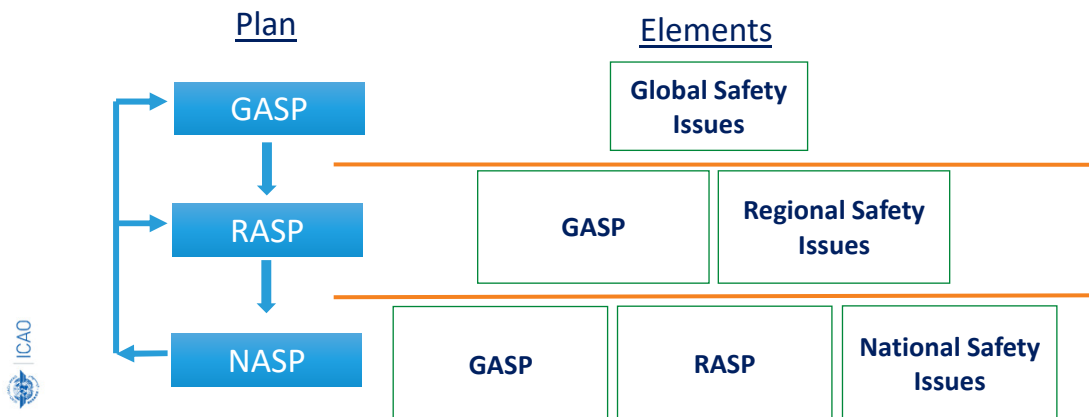 Plan
Elements
GASP
Global Safety
Issues
RASP
GASP
Regional Safety
Issues
NASP
GASP
RASP
National Safety
Issues
ICAO